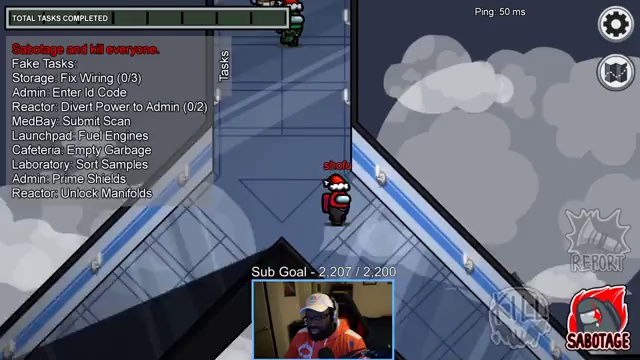 TOTAL TASKS COMPLETED
Ping: 50 ms
Sabotage and kill everyone.
Fake Tasks:
Storage: Fix Wiring (0/3)
Admin: Enter Id Code
Reactor: Divert Power to Admin (0/2)
MedBay: Submit Scan
Launchpad: Fuel Engines
Cafeteria: Empty Garbage
Laboratory: Sort Samples
Admin: Prime Shields
Reactor: Unlock Manifolds
Tasks
shofu
REPORT
Sub Goal - 2,207 / 2,200
KILL
SABOTAGE